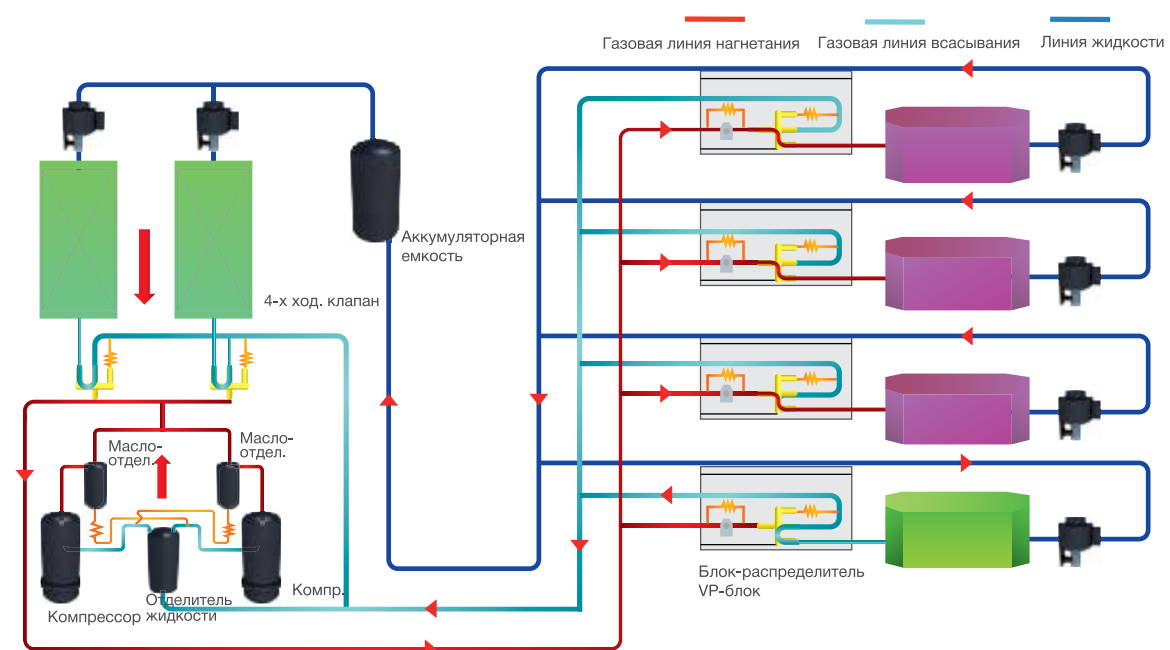 Газовая линия нагнетания
Газовая линия всасывания
Линия жидкости
Аккумуляторная
емкость
4-х ход. клапан
Масло-
отдел.
Масло-
отдел.
Блок-распределитель
VP-блок
Компр.
Отделитель
жидкости
Компрессор